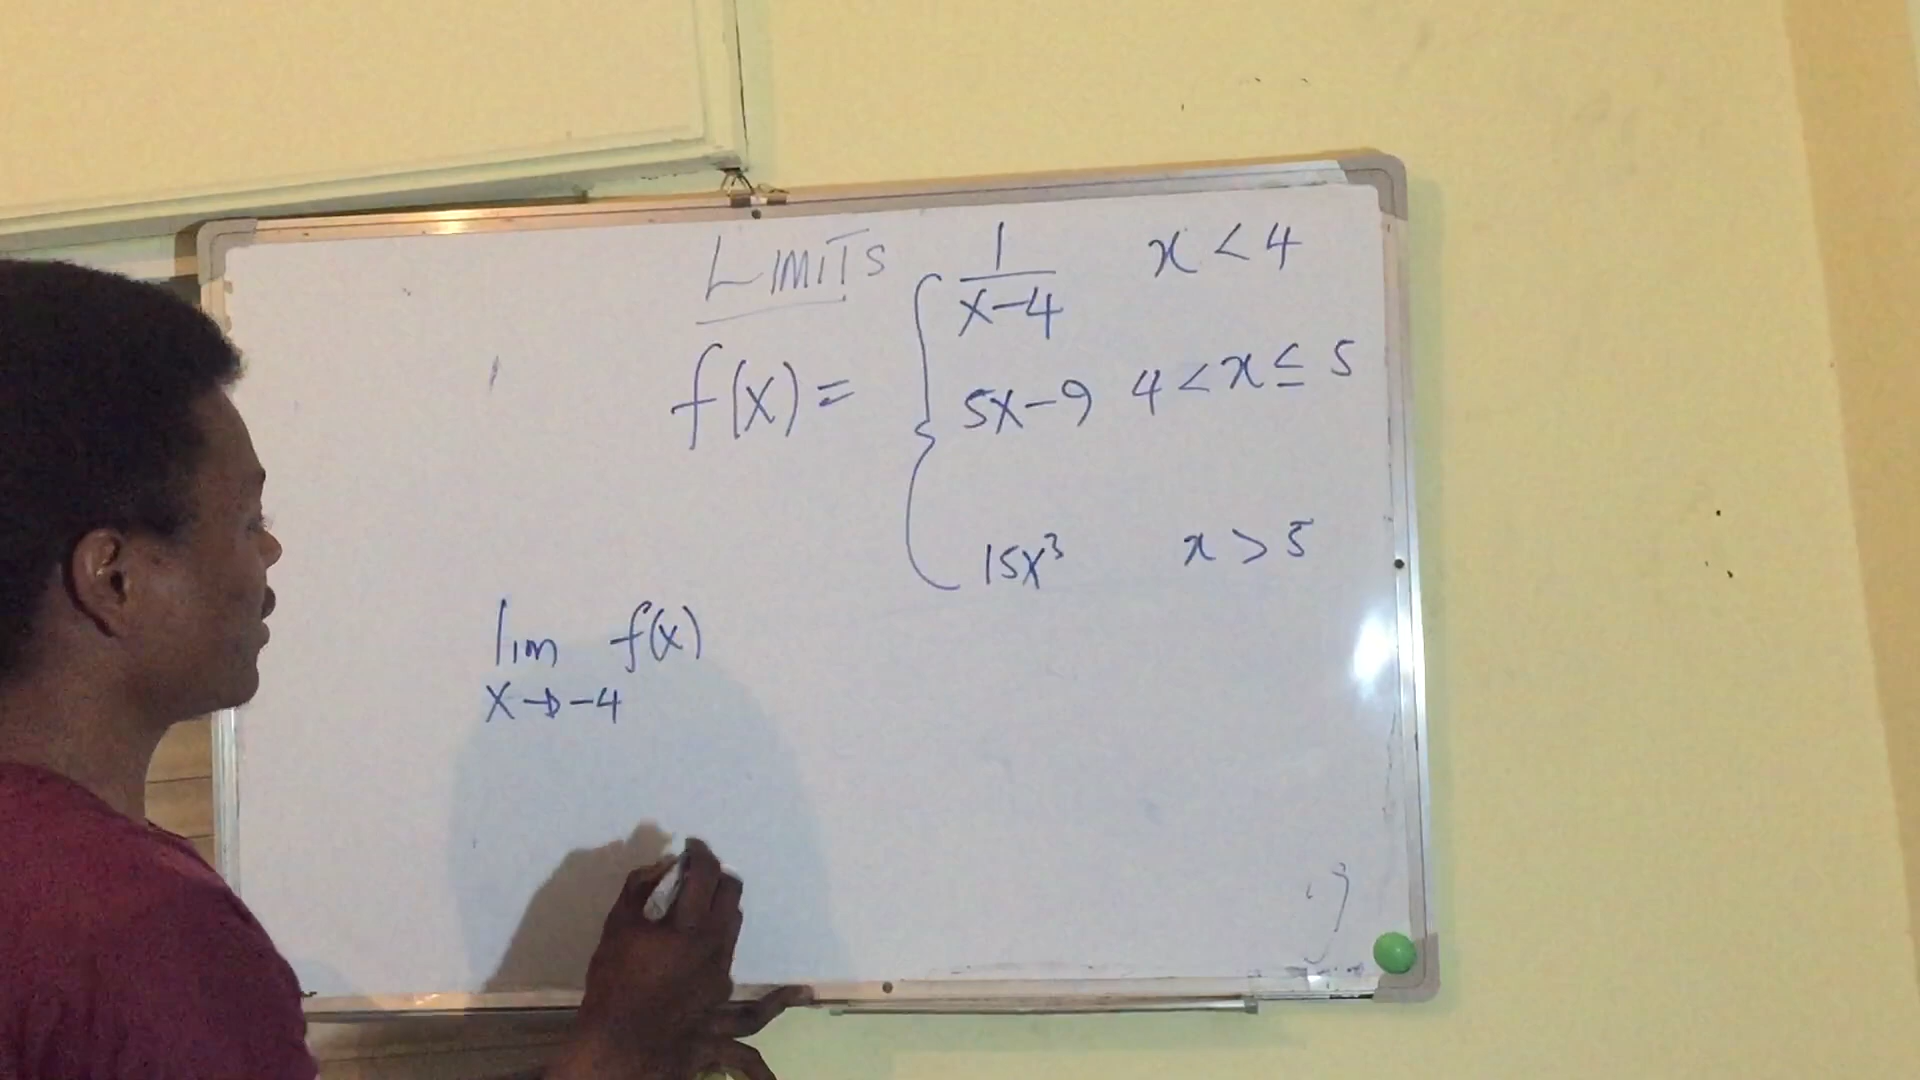 LIMITS
f(x) = { 1/(x-4) x < 4
5x-9 4 < x ≤ 5
15x³ x > 5
lim f(x)
x→-4